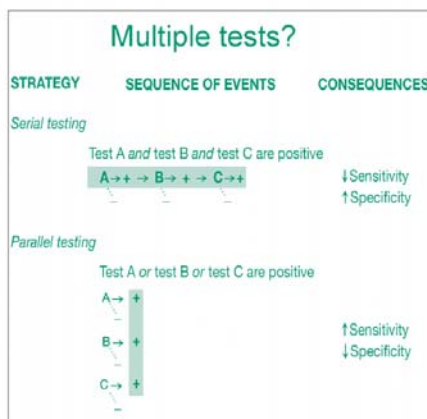 Multiple tests?
STRATEGY SEQUENCE OF EVENTS CONSEQUENCES
Serial testing
Test A and test B and test C are positive
A→+ → B→ + → C→+
↓Sensitivity
↑Specificity
Parallel testing
Test A or test B or test C are positive
A→ +
B→ +
C→ +
↑Sensitivity
↓Specificity